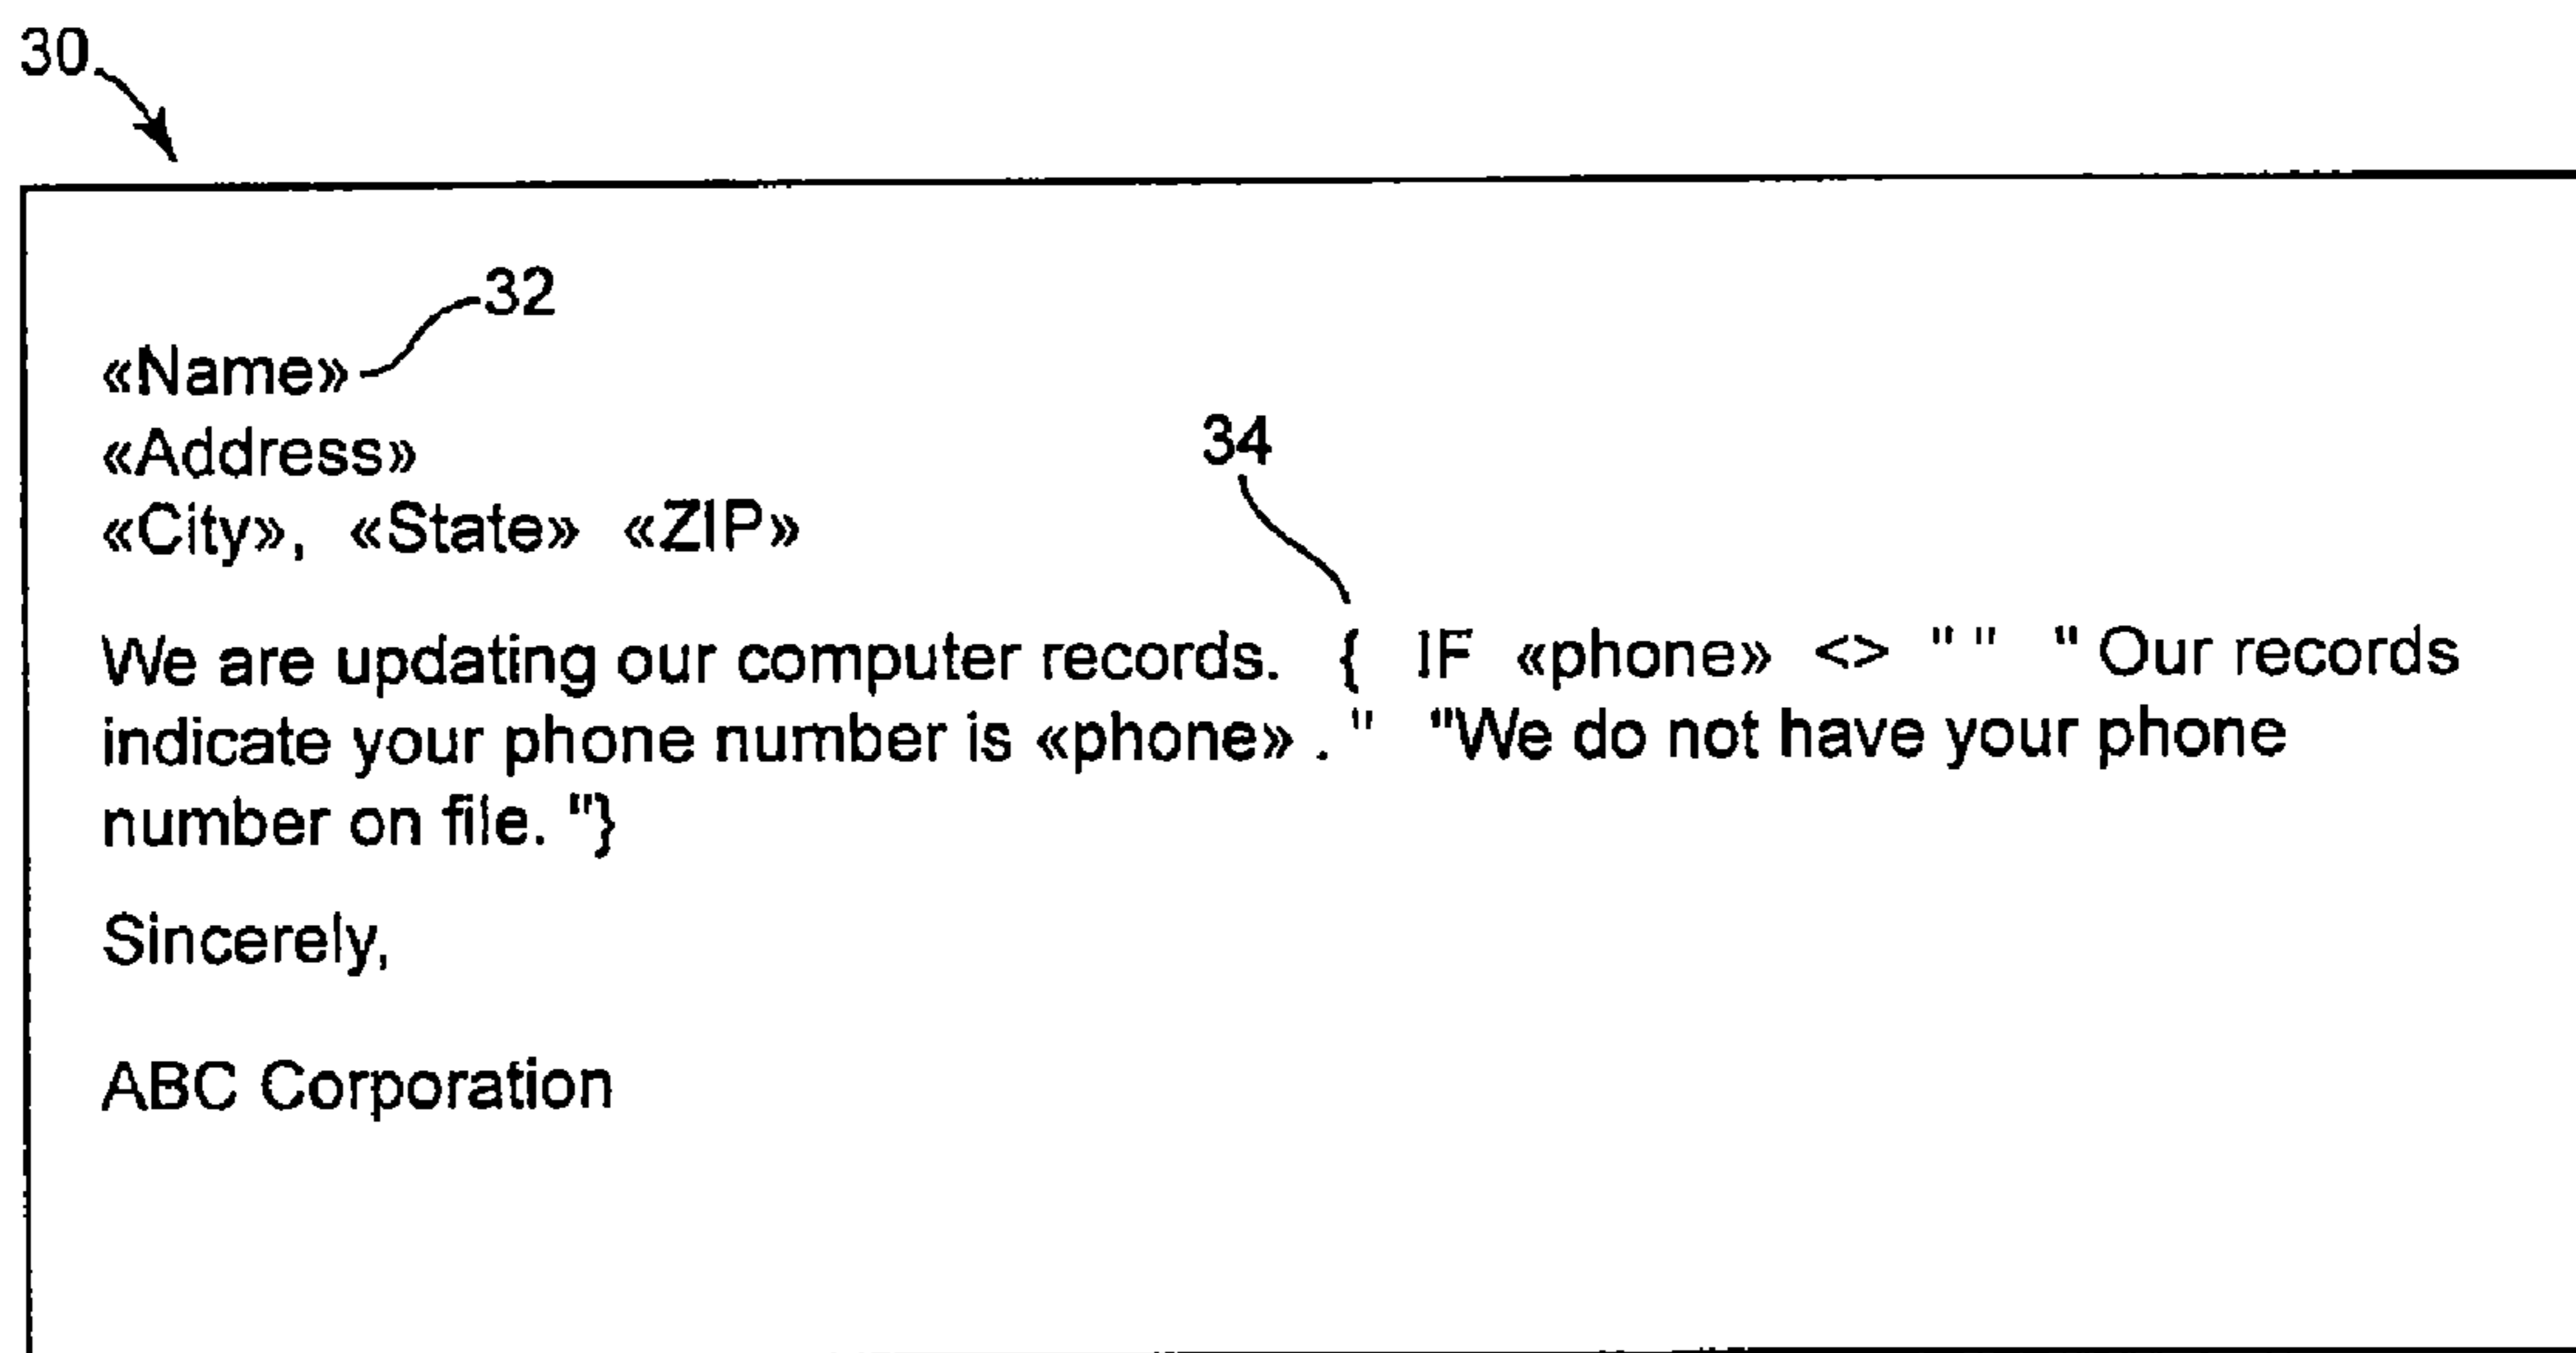 30
32
«Name»
«Address»
34
«City», «State» «ZIP»
We are updating our computer records. { IF «phone» <> " " " Our records
indicate your phone number is «phone» . " "We do not have your phone
number on file. "}
Sincerely,
ABC Corporation